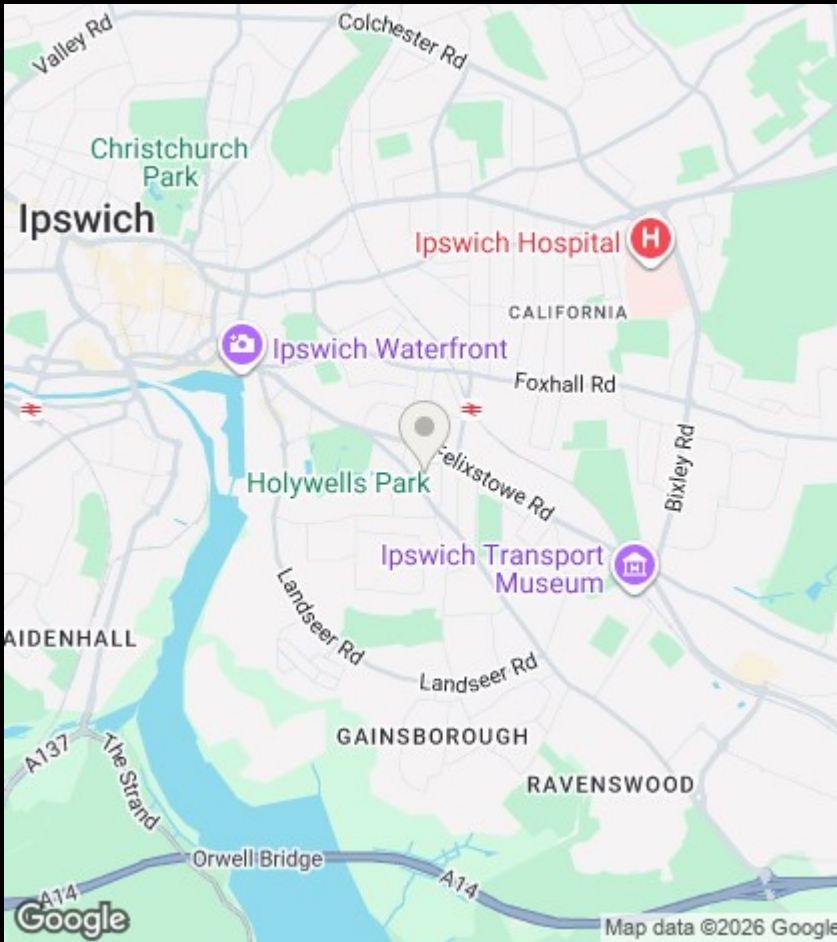 Valley Rd
Colchester Rd
Christchurch
Park
Ipswich
Ipswich Hospital
H
CALIFORNIA
Ipswich Waterfront
Foxhall Rd
Felixstowe Rd
Holywells Park
Bixley Rd
Ipswich Transport
Museum
Landseer Rd
AIDENHALL
Landseer Rd
GAINSBOROUGH
A137
The Strand
RAVENSWOOD
Orwell Bridge
A14
A14
Google
Map data ©2026 Google